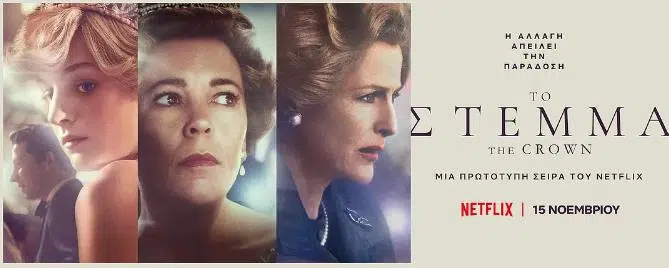 Η ΑΛΛΑΓΗ
ΑΠΕΙΛΕΙ
ΤΗΝ
ΠΑΡΑΔΟΣΗ
ΤΟ
ΣΤΕΜΜΑ
THE CROWN
ΜΙΑ ΠΡΩΤΟΤΥΠΗ ΣΕΙΡΑ ΤΟΥ NETFLIX
NETFLIX | 15 ΝΟΕΜΒΡΙΟΥ